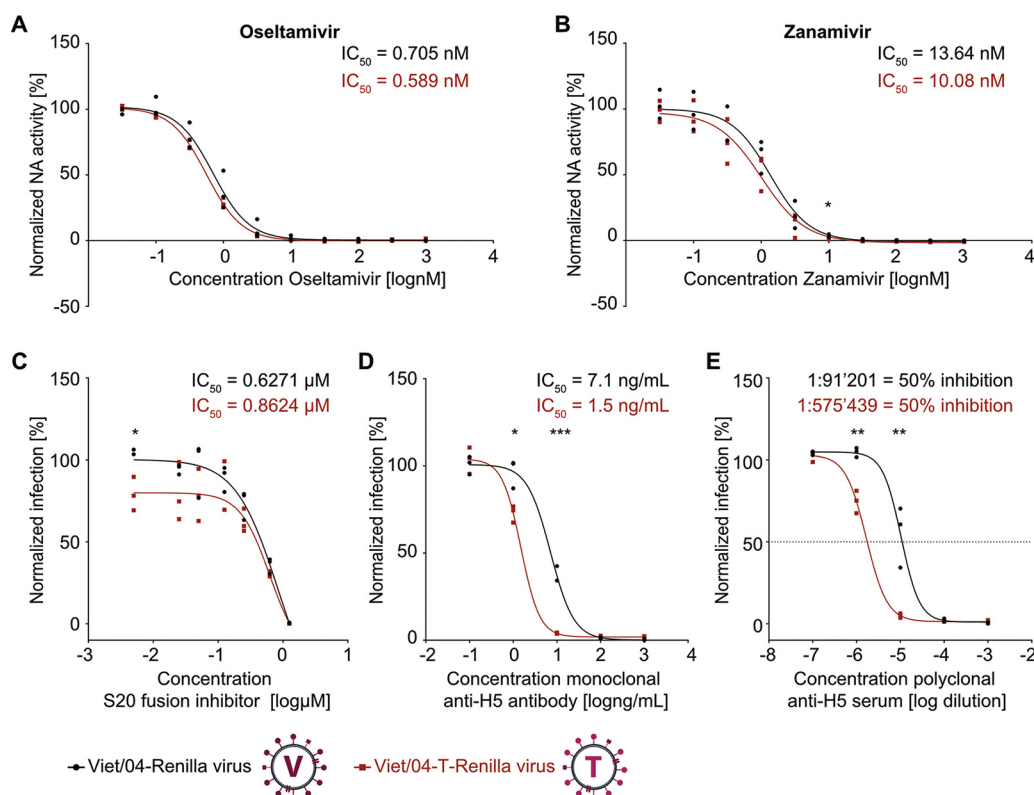 A
Oseltamivir
IC50 = 0.705 nM
IC50 = 0.589 nM
Normalized NA activity [%]
150
100
50
0
-50
-1 0 1 2 3 4
Concentration Oseltamivir [lognM]
B
Zanamivir
IC50 = 13.64 nM
IC50 = 10.08 nM
*
Normalized NA activity [%]
150
100
50
0
-50
-1 0 1 2 3 4
Concentration Zanamivir [lognM]
C
IC50 = 0.6271 µM
IC50 = 0.8624 µM
*
Normalized infection [%]
150
100
50
0
-3 -2 -1 0 1
Concentration
S20 fusion inhibitor [logµM]
D
IC50 = 7.1 ng/mL
IC50 = 1.5 ng/mL
* ***
Normalized infection [%]
150
100
50
0
-2 -1 0 1 2 3 4
Concentration monoclonal
anti-H5 antibody [logng/mL]
E
1:91'201 = 50% inhibition
1:575'439 = 50% inhibition
** **
Normalized infection [%]
150
100
50
0
-8 -7 -6 -5 -4 -3 -2
Concentration polyclonal
anti-H5 serum [log dilution]
Viet/04-Renilla virus V Viet/04-T-Renilla virus T